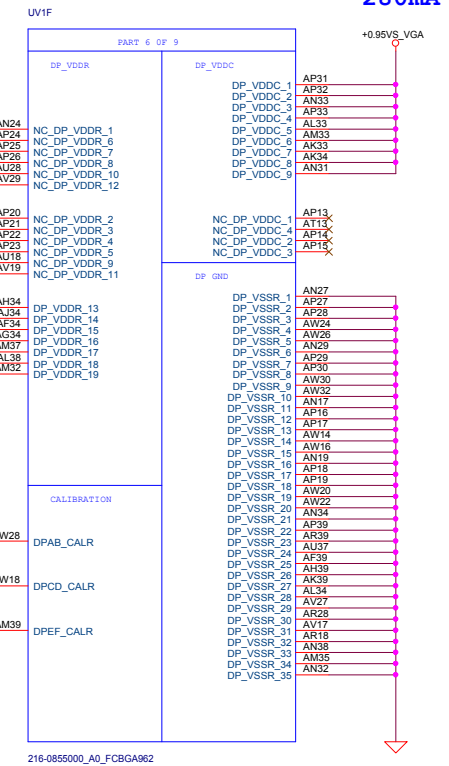 280mA
UV1F
+0.95VS_VGA
PART 6 OF 9
DP_VDDR
DP_VDDC
DP_VDDC_1 AP31
DP_VDDC_2 AP32
DP_VDDC_3 AN33
DP_VDDC_4 AP33
DP_VDDC_5 AL33
DP_VDDC_6 AM33
DP_VDDC_7 AK33
DP_VDDC_8 AK34
DP_VDDC_9 AN31
AN24 NC_DP_VDDR_1
AP24 NC_DP_VDDR_6
AP25 NC_DP_VDDR_7
AP26 NC_DP_VDDR_8
AU28 NC_DP_VDDR_10
AV29 NC_DP_VDDR_12
AP20 NC_DP_VDDR_2
AP21 NC_DP_VDDR_3
AP22 NC_DP_VDDR_4
AP23 NC_DP_VDDR_5
AU18 NC_DP_VDDR_9
AV19 NC_DP_VDDR_11
NC_DP_VDDC_1 AP13
NC_DP_VDDC_4 AT13
NC_DP_VDDC_2 AP14
NC_DP_VDDC_3 AP15
DP GND
AH34 DP_VDDR_13
AJ34 DP_VDDR_14
AF34 DP_VDDR_15
AG34 DP_VDDR_16
AM37 DP_VDDR_17
AL38 DP_VDDR_18
AM32 DP_VDDR_19
DP_VSSR_1 AN27
DP_VSSR_2 AP27
DP_VSSR_3 AP28
DP_VSSR_4 AW24
DP_VSSR_5 AW26
DP_VSSR_6 AN29
DP_VSSR_7 AP29
DP_VSSR_8 AP30
DP_VSSR_9 AW30
DP_VSSR_10 AW32
DP_VSSR_11 AN17
DP_VSSR_12 AP16
DP_VSSR_13 AP17
DP_VSSR_14 AW14
DP_VSSR_15 AW16
DP_VSSR_16 AN19
DP_VSSR_17 AP18
DP_VSSR_18 AP19
DP_VSSR_19 AW20
DP_VSSR_20 AW22
DP_VSSR_21 AN34
DP_VSSR_22 AP39
DP_VSSR_23 AR39
DP_VSSR_24 AU37
DP_VSSR_25 AF39
DP_VSSR_26 AH39
DP_VSSR_27 AK39
DP_VSSR_28 AL34
DP_VSSR_29 AV27
DP_VSSR_30 AR28
DP_VSSR_31 AV17
DP_VSSR_32 AR18
DP_VSSR_33 AN38
DP_VSSR_34 AM35
DP_VSSR_35 AN32
CALIBRATION
W28 DPAB_CALR
W18 DPCD_CALR
AM39 DPEF_CALR
216-0855000_A0_FCBGA962